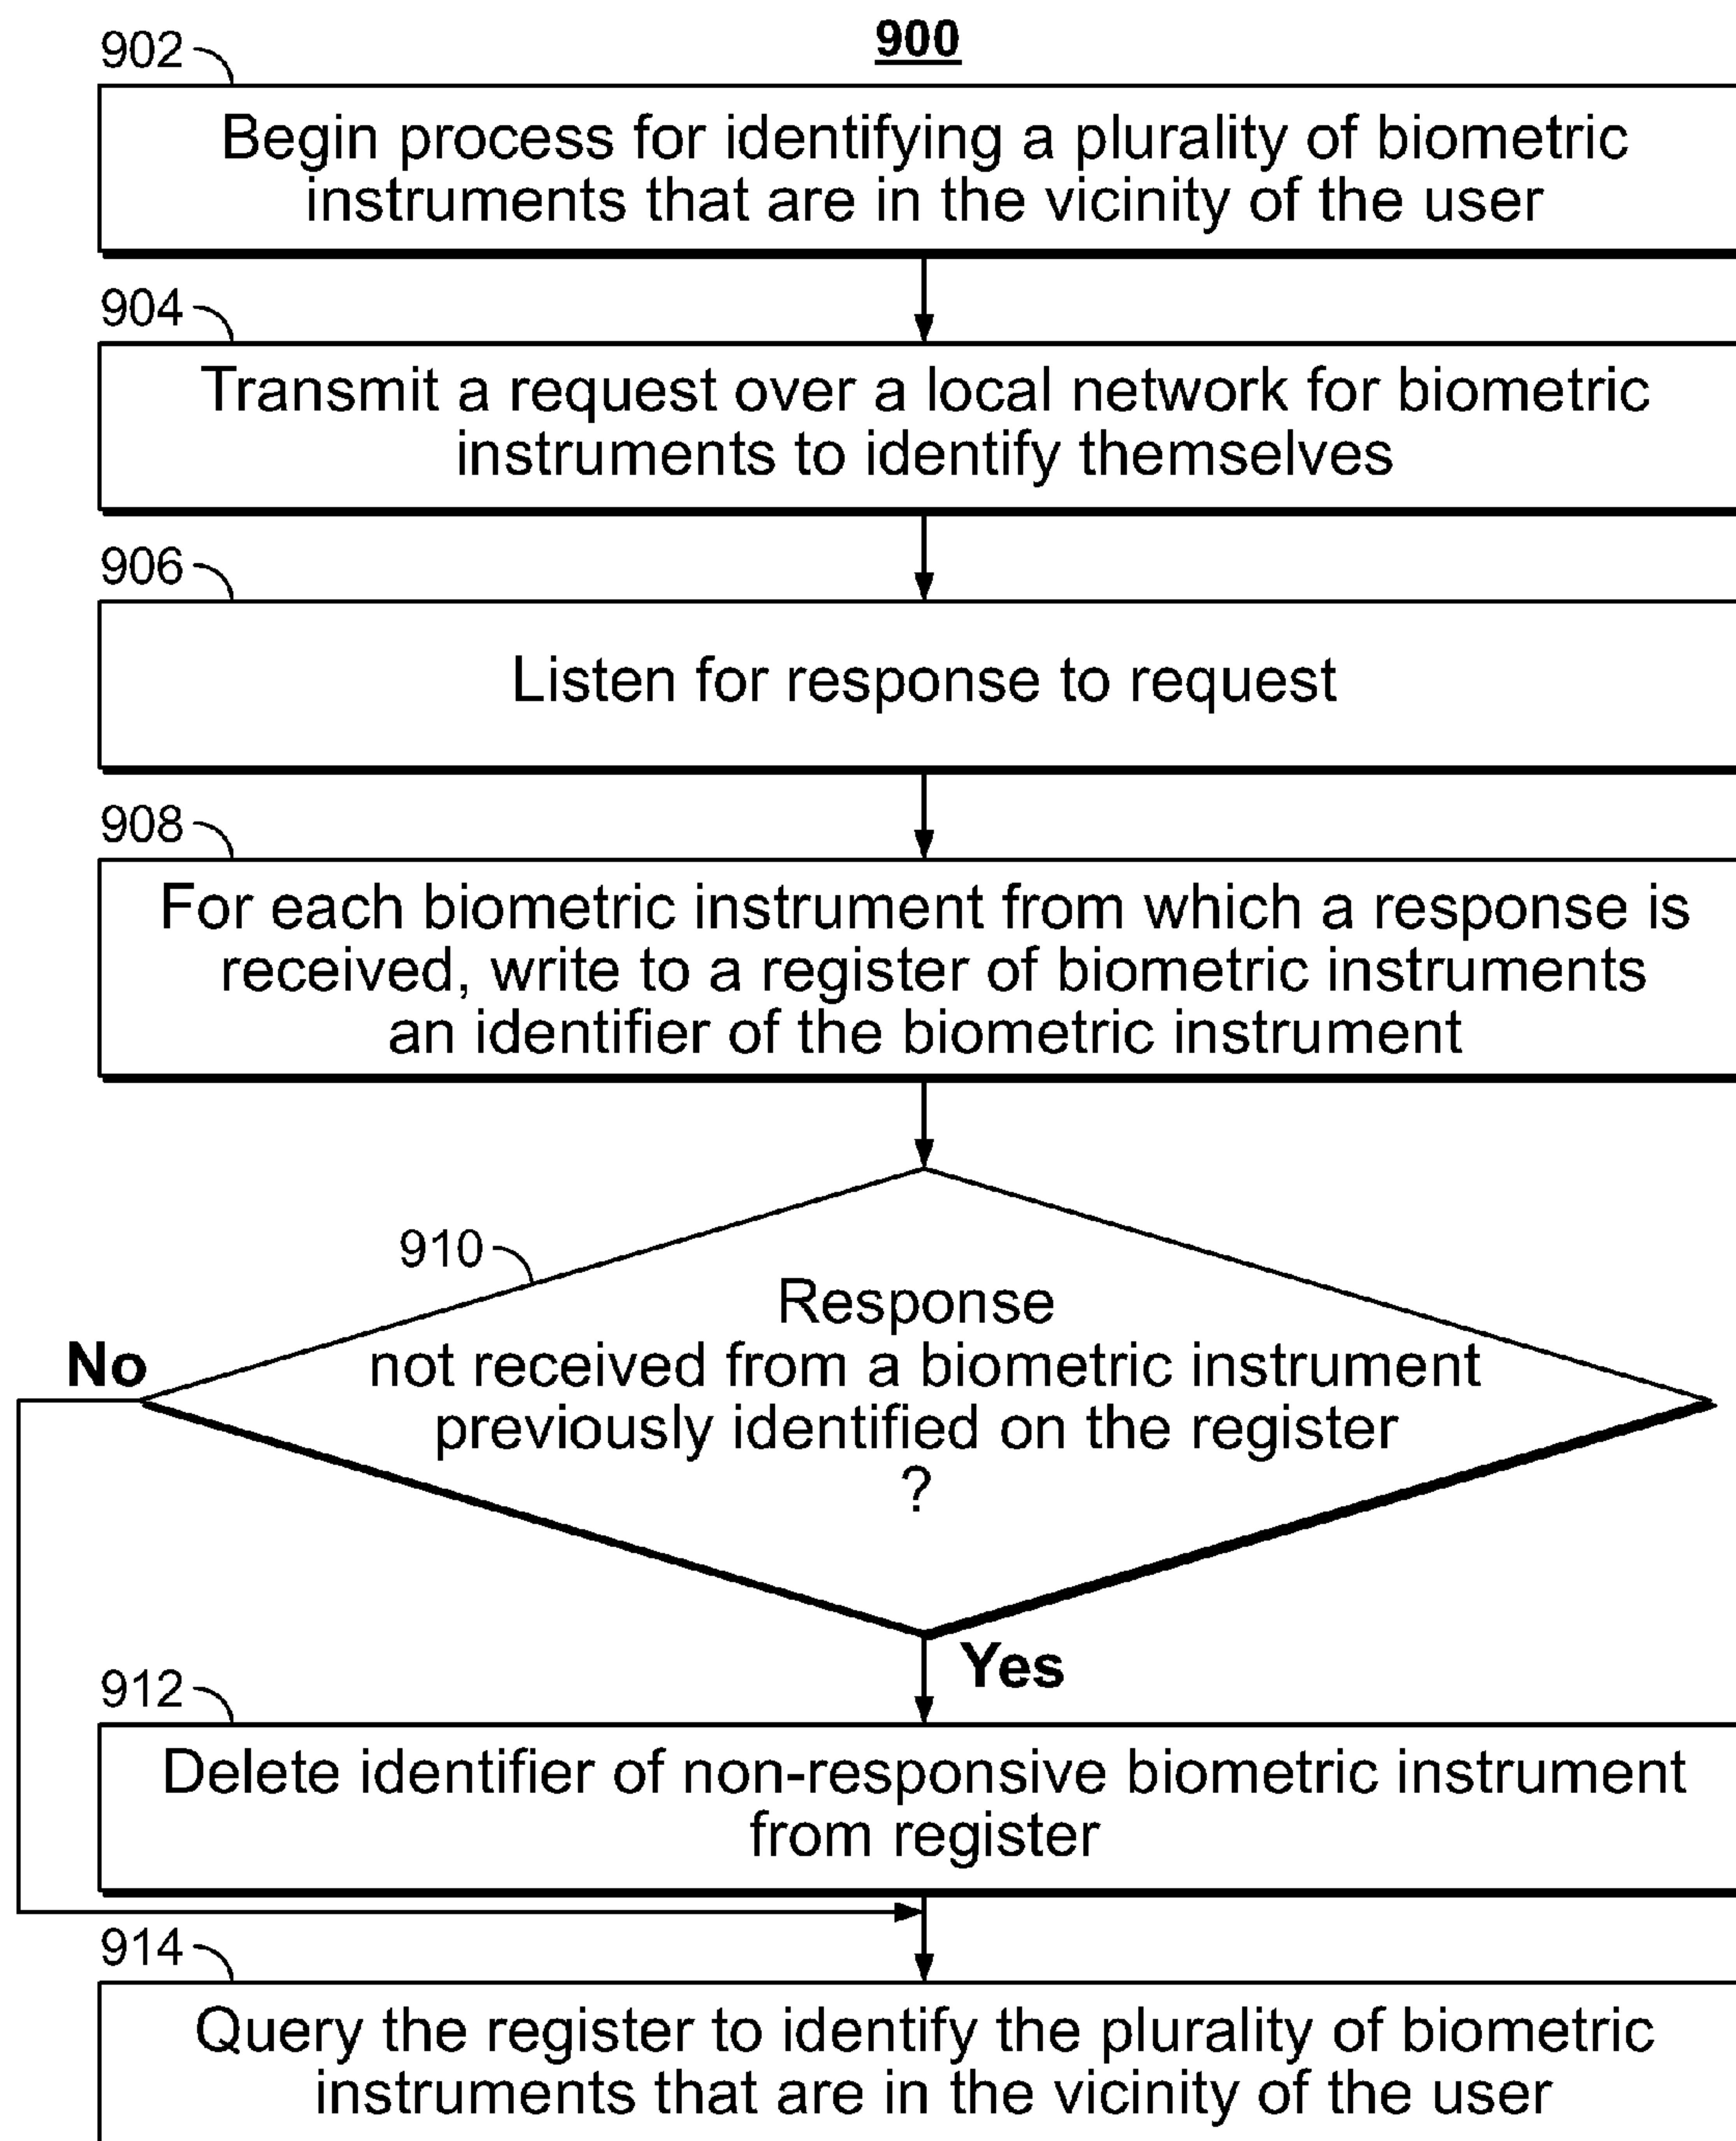 900
902
Begin process for identifying a plurality of biometric
instruments that are in the vicinity of the user
904
Transmit a request over a local network for biometric
instruments to identify themselves
906
Listen for response to request
908
For each biometric instrument from which a response is
received, write to a register of biometric instruments
an identifier of the biometric instrument
910
Response
not received from a biometric instrument
previously identified on the register
?
No
Yes
912
Delete identifier of non-responsive biometric instrument
from register
914
Query the register to identify the plurality of biometric
instruments that are in the vicinity of the user